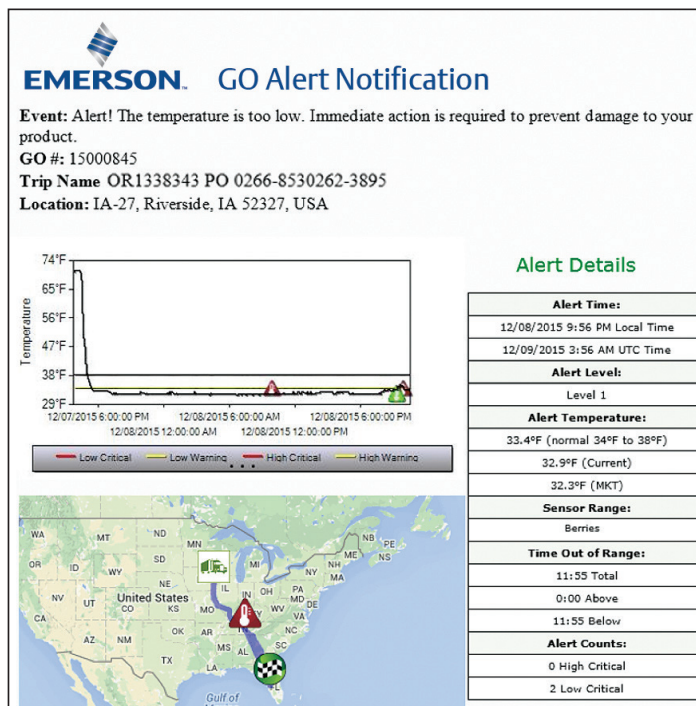 EMERSON. GO Alert Notification
Event: Alert! The temperature is too low. Immediate action is required to prevent damage to your
product.
GO #: 15000845
Trip Name OR1338343 PO 0266-8530262-3895
Location: IA-27, Riverside, IA 52327, USA
74°F
65°F
56°F
47°F
38°F
29°F
Temperature
12/07/2015 6:00:00 PM 12/08/2015 6:00:00 AM 12/08/2015 6:00:00 PM
12/08/2015 12:00:00 AM 12/08/2015 12:00:00 PM
Low Critical Low Warning High Critical High Warning
Alert Details
Alert Time:
12/08/2015 9:56 PM Local Time
12/09/2015 3:56 AM UTC Time
Alert Level:
Level 1
Alert Temperature:
33.4°F (normal 34°F to 38°F)
32.9°F (Current)
32.3°F (MKT)
Sensor Range:
Berries
Time Out of Range:
11:55 Total
0:00 Above
11:55 Below
Alert Counts:
0 High Critical
2 Low Critical
WA MT ND MN NB PE
OR ID WY SD MI NY ME NS
NH
MA
NV UT United States IL IN OH PA
CO KS MO WV MD DE
CA VA
AZ NM OK AR NC
TX LA MS AL SC
FL
Gulf of